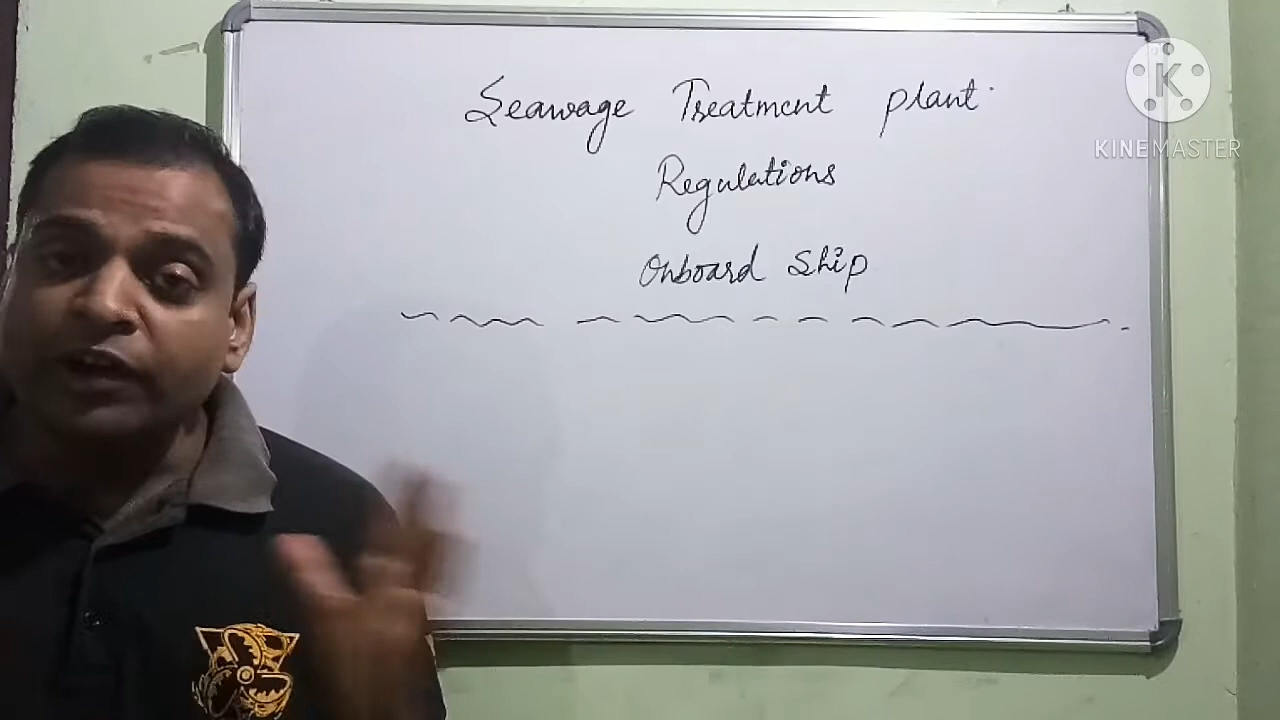 Seawage Treatment plant
Regulations
Onboard Ship
K
KINEMASTER